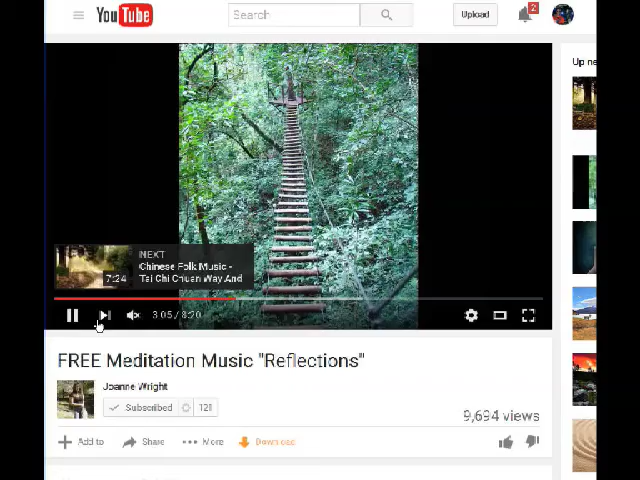 YouTube
Search
Upload
2
Up ne
NEXT
Chinese Folk Music -
Tai Chi Chuan Way And
7:24
3:05 / 8:20
FREE Meditation Music "Reflections"
Joanne Wright
Subscribed 121
9,694 views
Add to Share More Download